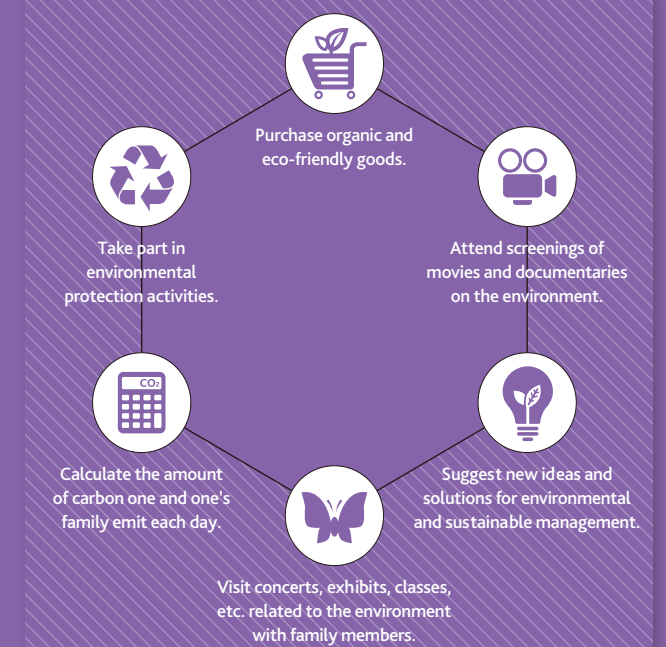 Purchase organic and
eco-friendly goods.
Take part in
environmental
protection activities.
Attend screenings of
movies and documentaries
on the environment.
CO₂
Calculate the amount
of carbon one and one's
family emit each day.
Suggest new ideas and
solutions for environmental
and sustainable management.
Visit concerts, exhibits, classes,
etc. related to the environment
with family members.